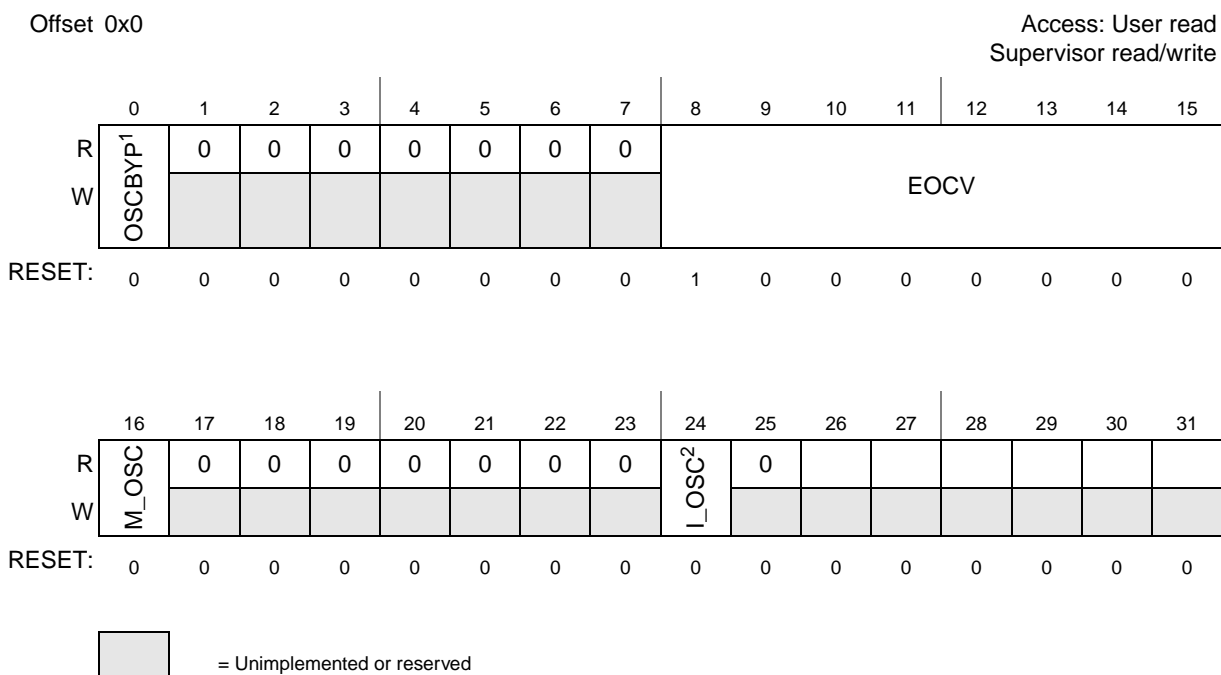 Offset 0x0
Access: User read
Supervisor read/write
0 1 2 3 4 5 6 7 8 9 10 11 12 13 14 15
R OSCBYP1 0 0 0 0 0 0 0 EOCV
W
RESET: 0 0 0 0 0 0 0 0 1 0 0 0 0 0 0 0
16 17 18 19 20 21 22 23 24 25 26 27 28 29 30 31
R M_OSC 0 0 0 0 0 0 0 I_OSC2 0
W
RESET: 0 0 0 0 0 0 0 0 0 0 0 0 0 0 0 0
= Unimplemented or reserved